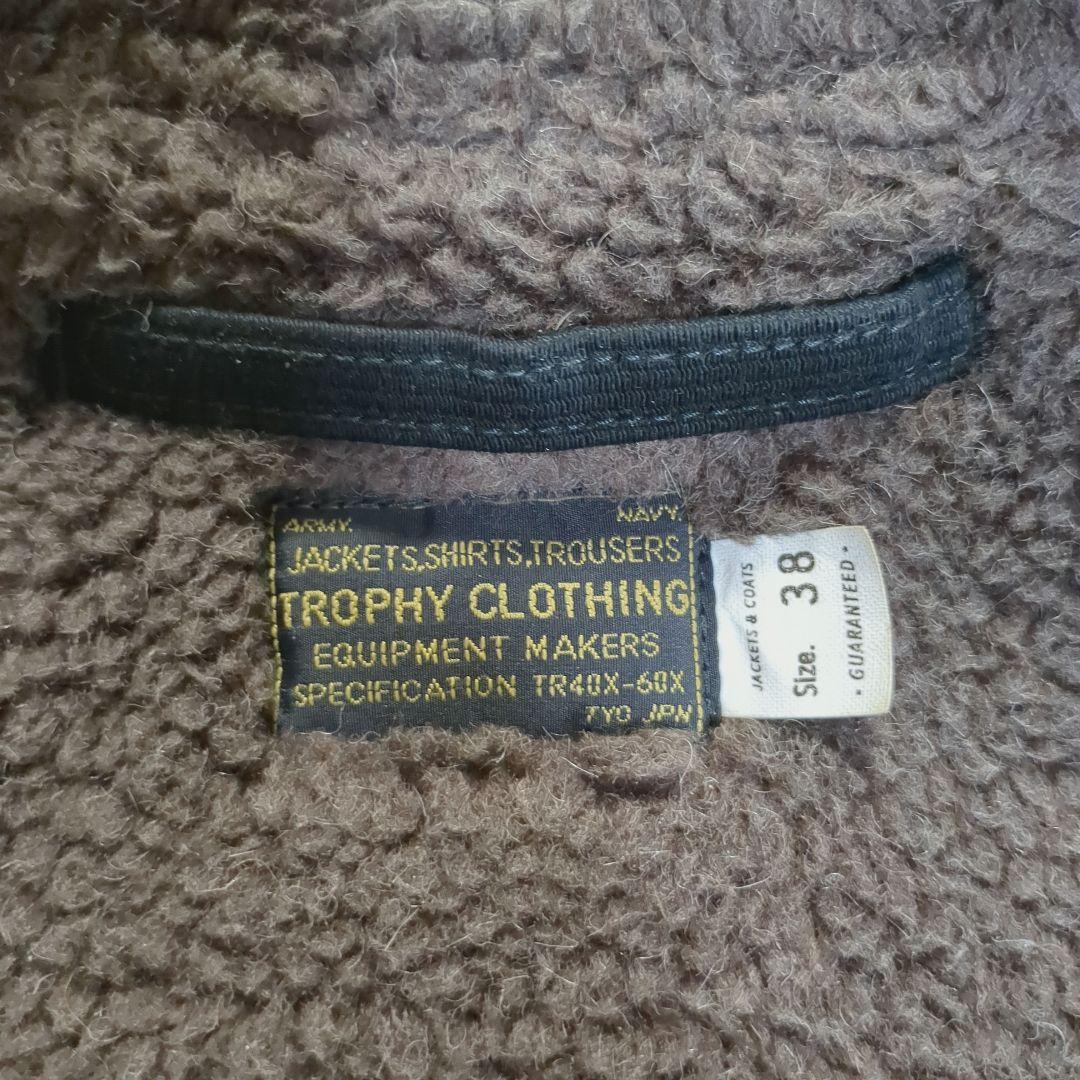 ARMY. NAVY.
JACKETS,SHIRTS,TROUSERS
TROPHY CLOTHING
EQUIPMENT MAKERS
SPECIFICATION TR40X-60X
TYO JPN
JACKETS & COATS
Size. 38
· GUARANTEED ·